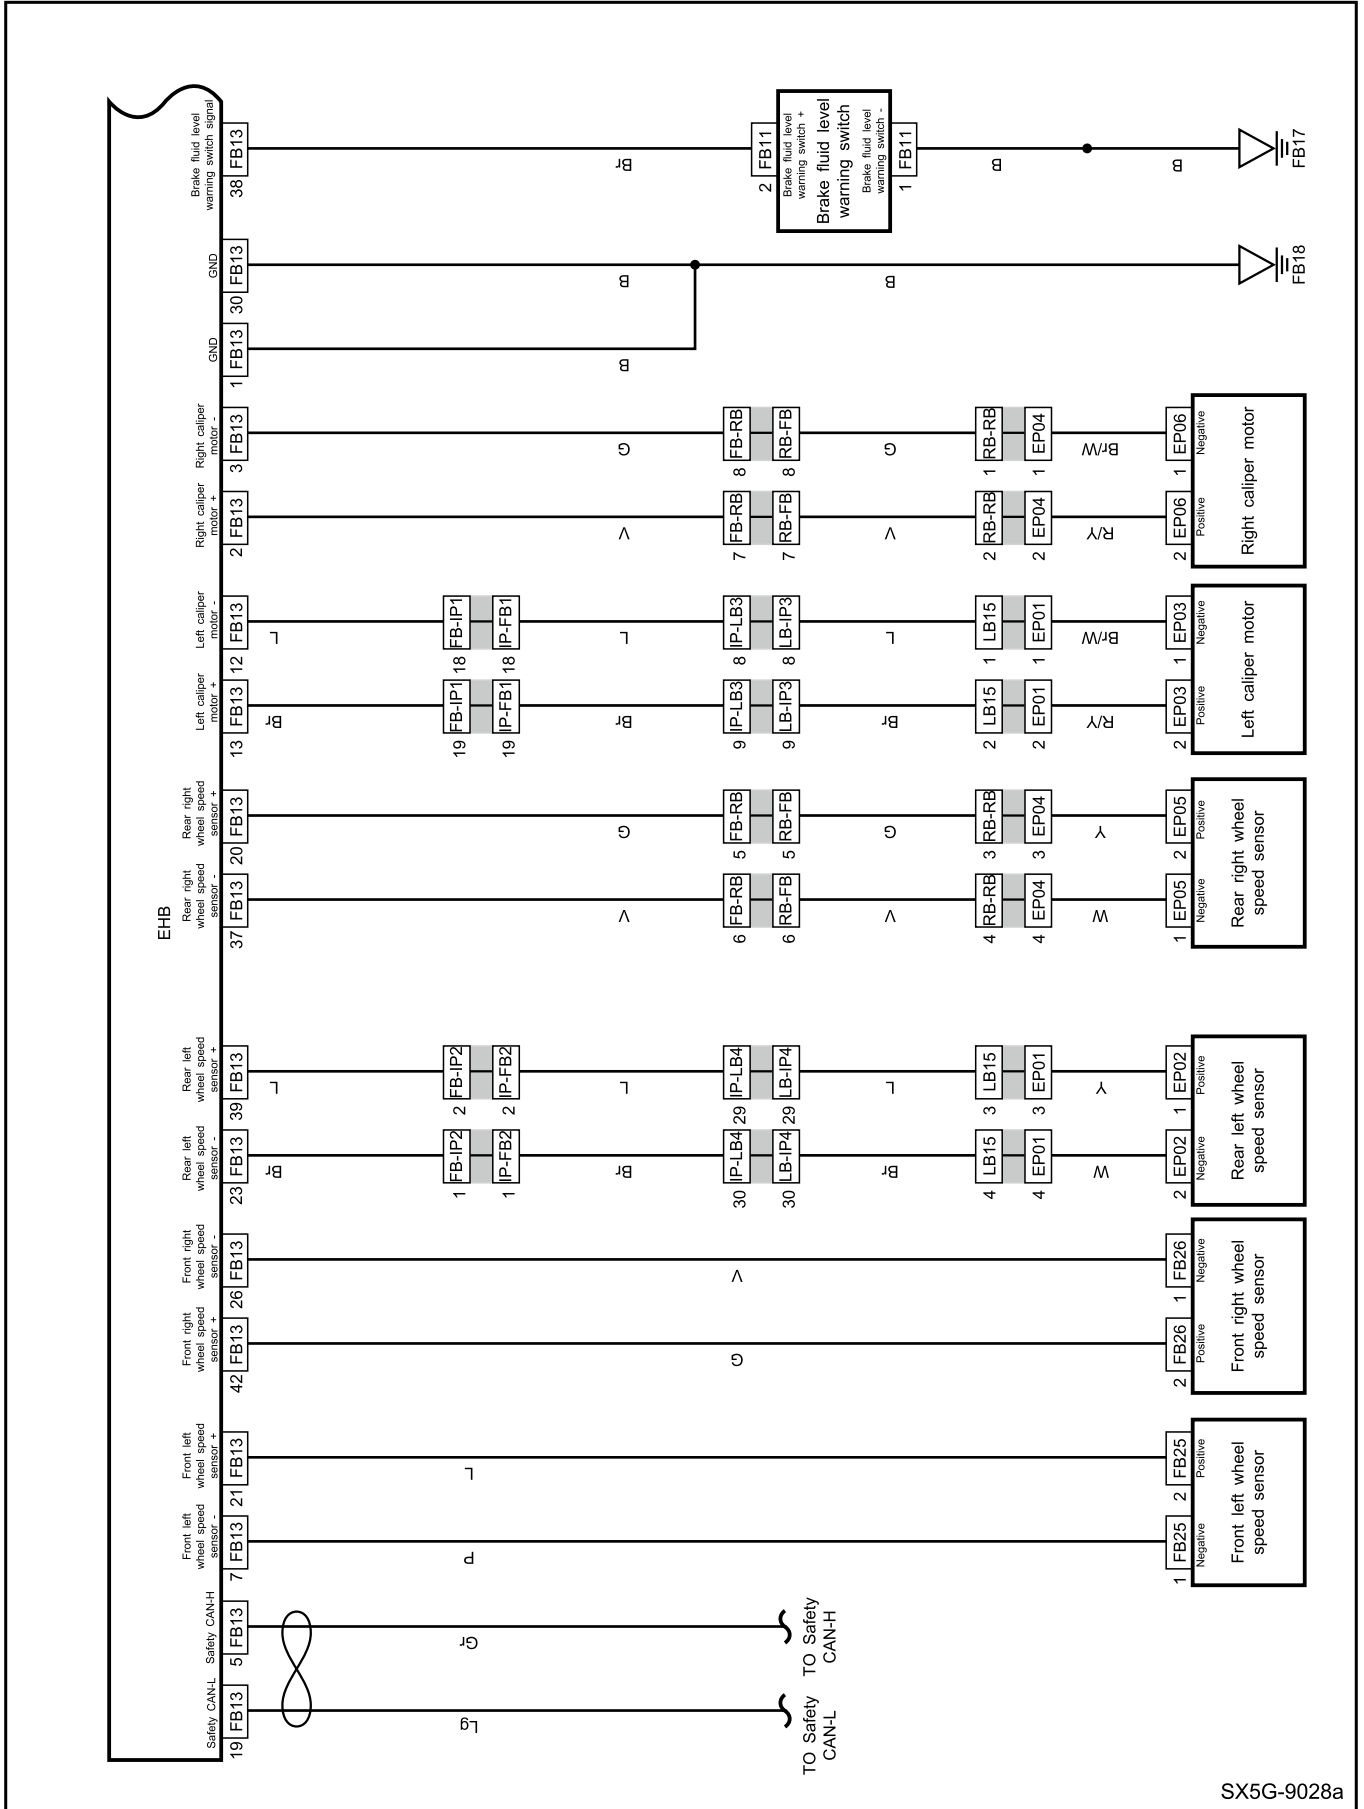 Brake fluid level
warning switch signal
38
FB13
Br
2
FB11
Brake fluid level
warning switch +
Brake fluid level
warning switch
Brake fluid level
warning switch -
1
FB11
B
B
FB17
GND
30
FB13
B
B
FB18
GND
1
FB13
B
Right caliper
motor -
3
FB13
G
8
FB-RB
8
RB-FB
G
1
RB-RB
1
EP04
Br/W
1
EP06
Negative
Right caliper
motor +
2
FB13
V
7
FB-RB
7
RB-FB
V
2
RB-RB
2
EP04
R/Y
2
EP06
Positive
Right caliper motor
Left caliper
motor -
12
FB13
L
18
FB-IP1
18
IP-FB1
L
8
IP-LB3
8
LB-IP3
L
1
LB15
1
EP01
Br/W
1
EP03
Negative
Left caliper
motor +
13
FB13
Br
19
FB-IP1
19
IP-FB1
Br
9
IP-LB3
9
LB-IP3
Br
2
LB15
2
EP01
R/Y
2
EP03
Positive
Left caliper motor
Rear right
wheel speed
sensor +
20
FB13
G
5
FB-RB
5
RB-FB
G
3
RB-RB
3
EP04
Y
2
EP05
Positive
Rear right
wheel speed
sensor -
37
FB13
V
6
FB-RB
6
RB-FB
V
4
RB-RB
4
EP04
W
1
EP05
Negative
Rear right wheel
speed sensor
EHB
Rear left
wheel speed
sensor +
39
FB13
L
2
FB-IP2
2
IP-FB2
L
29
IP-LB4
29
LB-IP4
L
3
LB15
3
EP01
Y
1
EP02
Positive
Rear left
wheel speed
sensor -
23
FB13
Br
1
FB-IP2
1
IP-FB2
Br
30
IP-LB4
30
LB-IP4
Br
4
LB15
4
EP01
W
2
EP02
Negative
Rear left wheel
speed sensor
Front right
wheel speed
sensor -
26
FB13
V
1
FB26
Negative
Front right
wheel speed
sensor +
42
FB13
G
2
FB26
Positive
Front right wheel
speed sensor
Front left
wheel speed
sensor +
21
FB13
L
2
FB25
Positive
Front left
wheel speed
sensor -
7
FB13
P
1
FB25
Negative
Front left wheel
speed sensor
Safety CAN-H
5
FB13
Gr
TO Safety
CAN-H
Safety CAN-L
19
FB13
Lg
TO Safety
CAN-L
SX5G-9028a